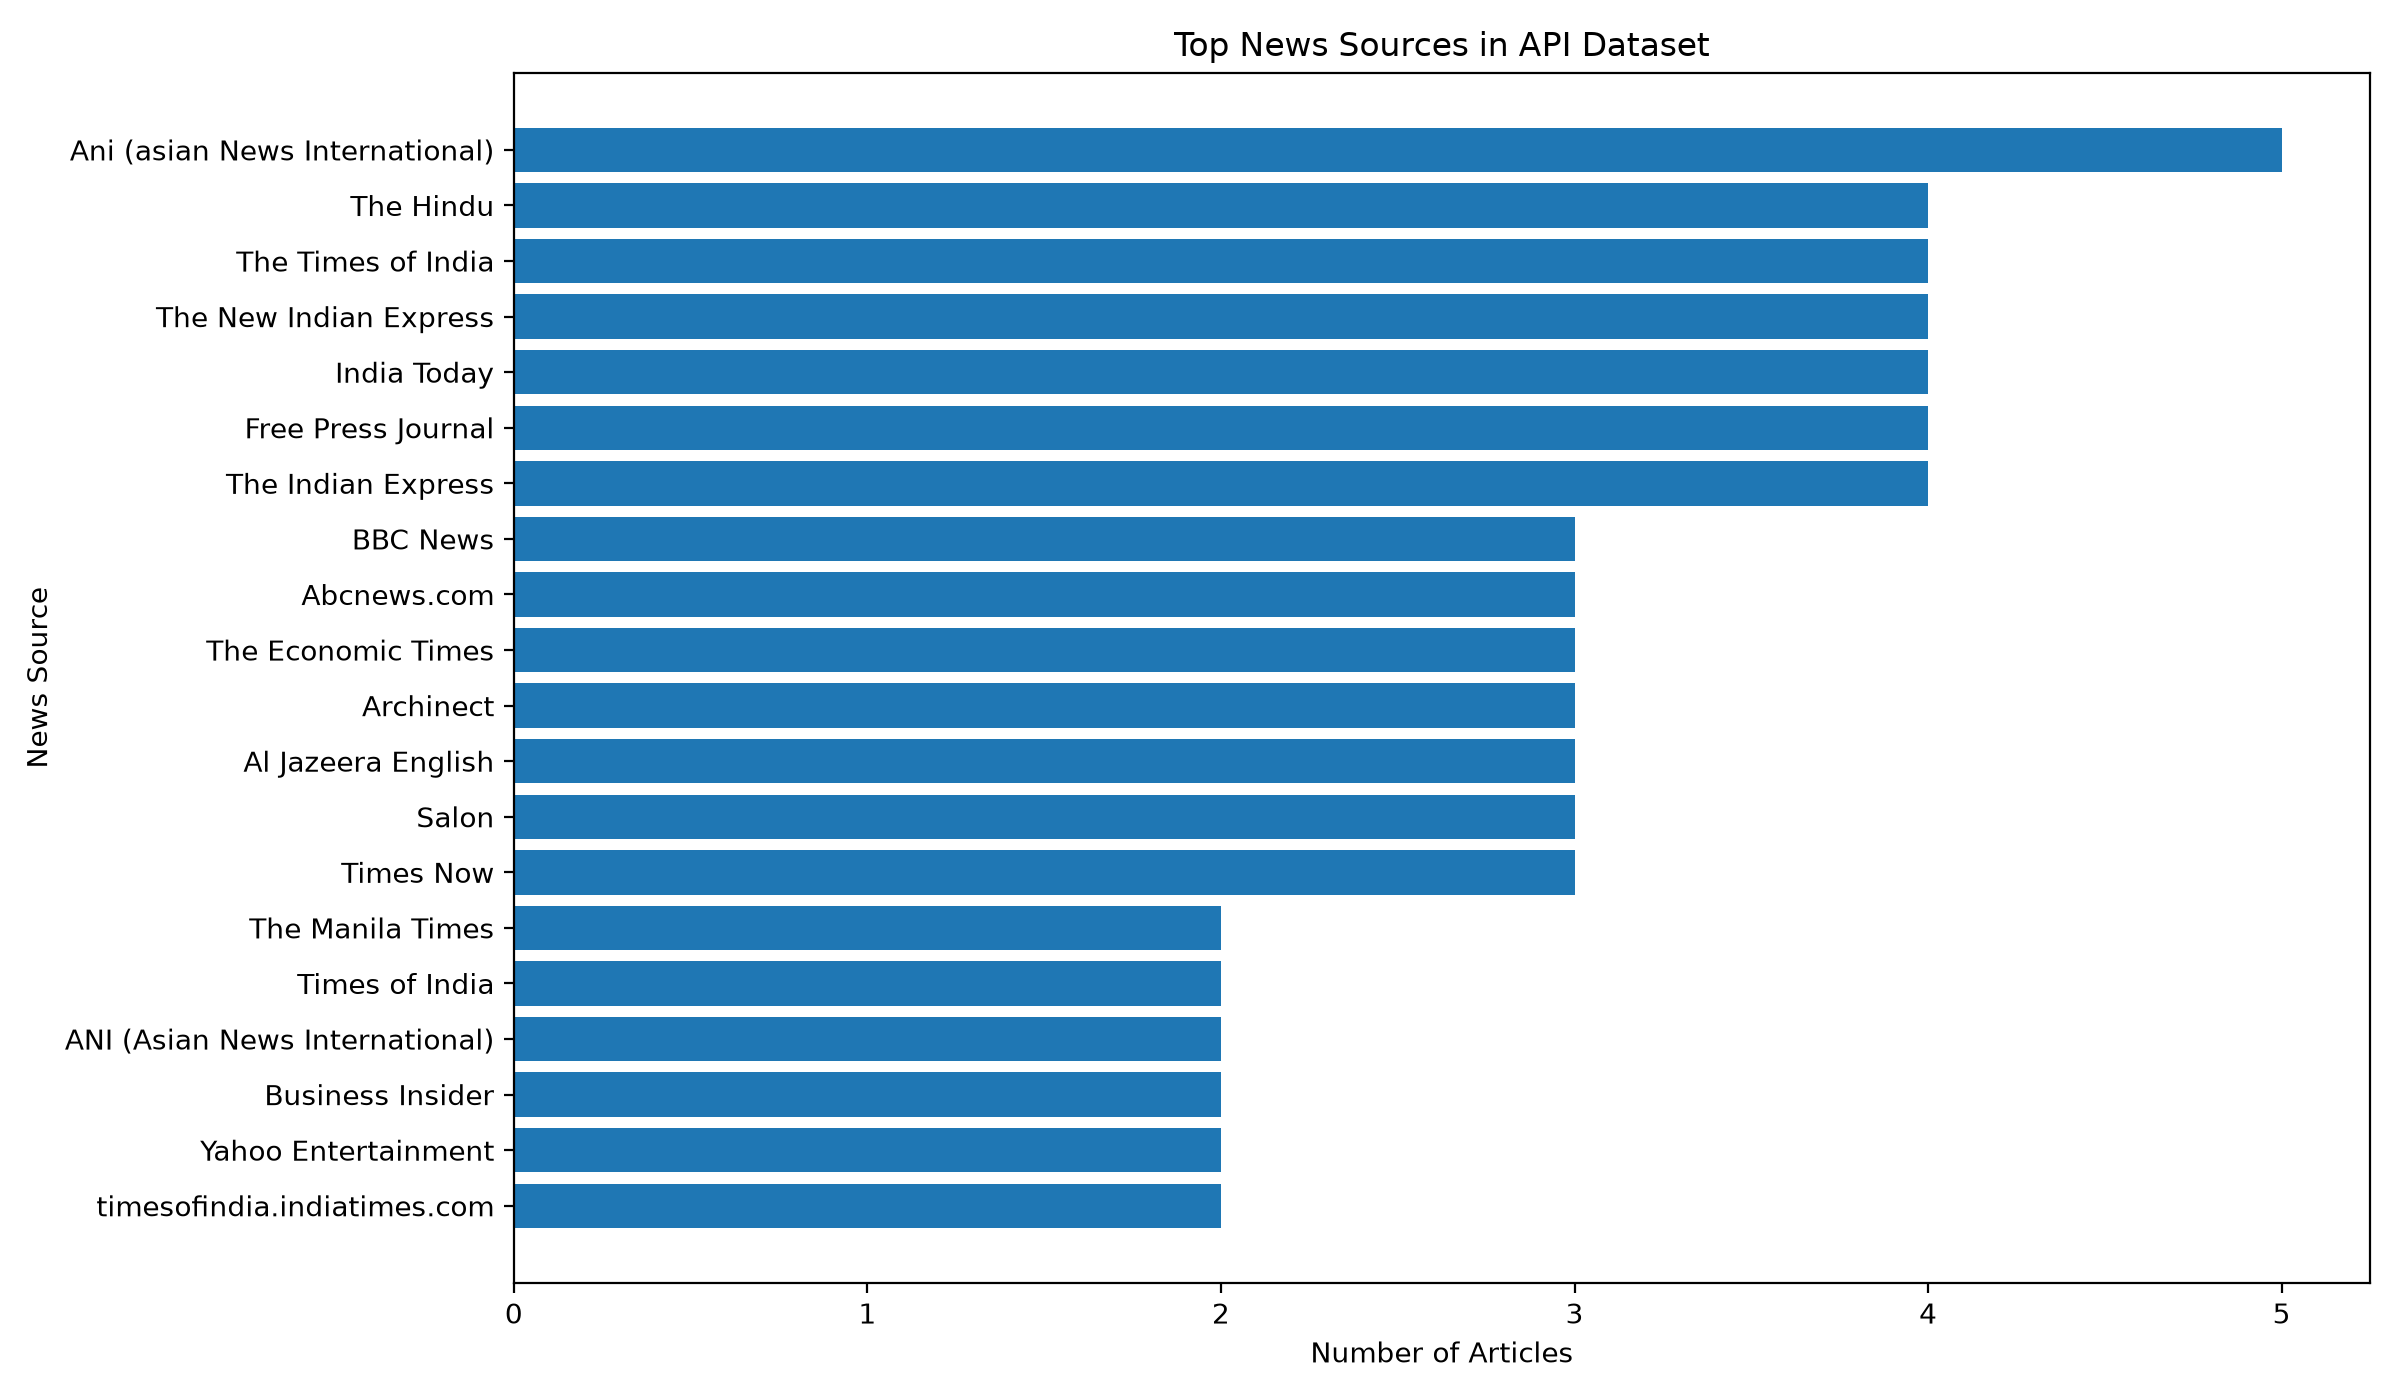 Top News Sources in API Dataset
Ani (asian News International)
The Hindu
The Times of India
The New Indian Express
India Today
Free Press Journal
The Indian Express
BBC News
Abcnews.com
The Economic Times
Archinect
Al Jazeera English
Salon
Times Now
The Manila Times
Times of India
ANI (Asian News International)
Business Insider
Yahoo Entertainment
timesofindia.indiatimes.com
News Source
0 1 2 3 4 5
Number of Articles